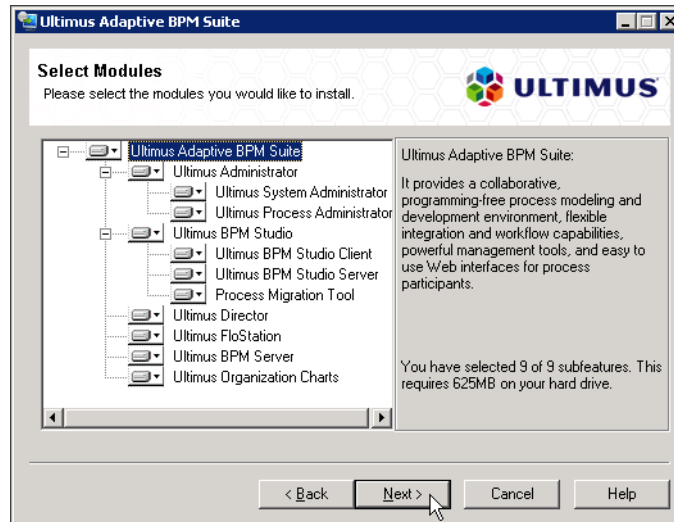 Ultimus Adaptive BPM Suite
Select Modules
Please select the modules you would like to install.
ULTIMUS
Ultimus Adaptive BPM Suite
Ultimus Administrator
Ultimus System Administrator
Ultimus Process Administrator
Ultimus BPM Studio
Ultimus BPM Studio Client
Ultimus BPM Studio Server
Process Migration Tool
Ultimus Director
Ultimus FloStation
Ultimus BPM Server
Ultimus Organization Charts
Ultimus Adaptive BPM Suite:
It provides a collaborative,
programming-free process modeling and
development environment, flexible
integration and workflow capabilities,
powerful management tools, and easy to
use Web interfaces for process
participants.
You have selected 9 of 9 subfeatures. This
requires 625MB on your hard drive.
< Back
Next >
Cancel
Help